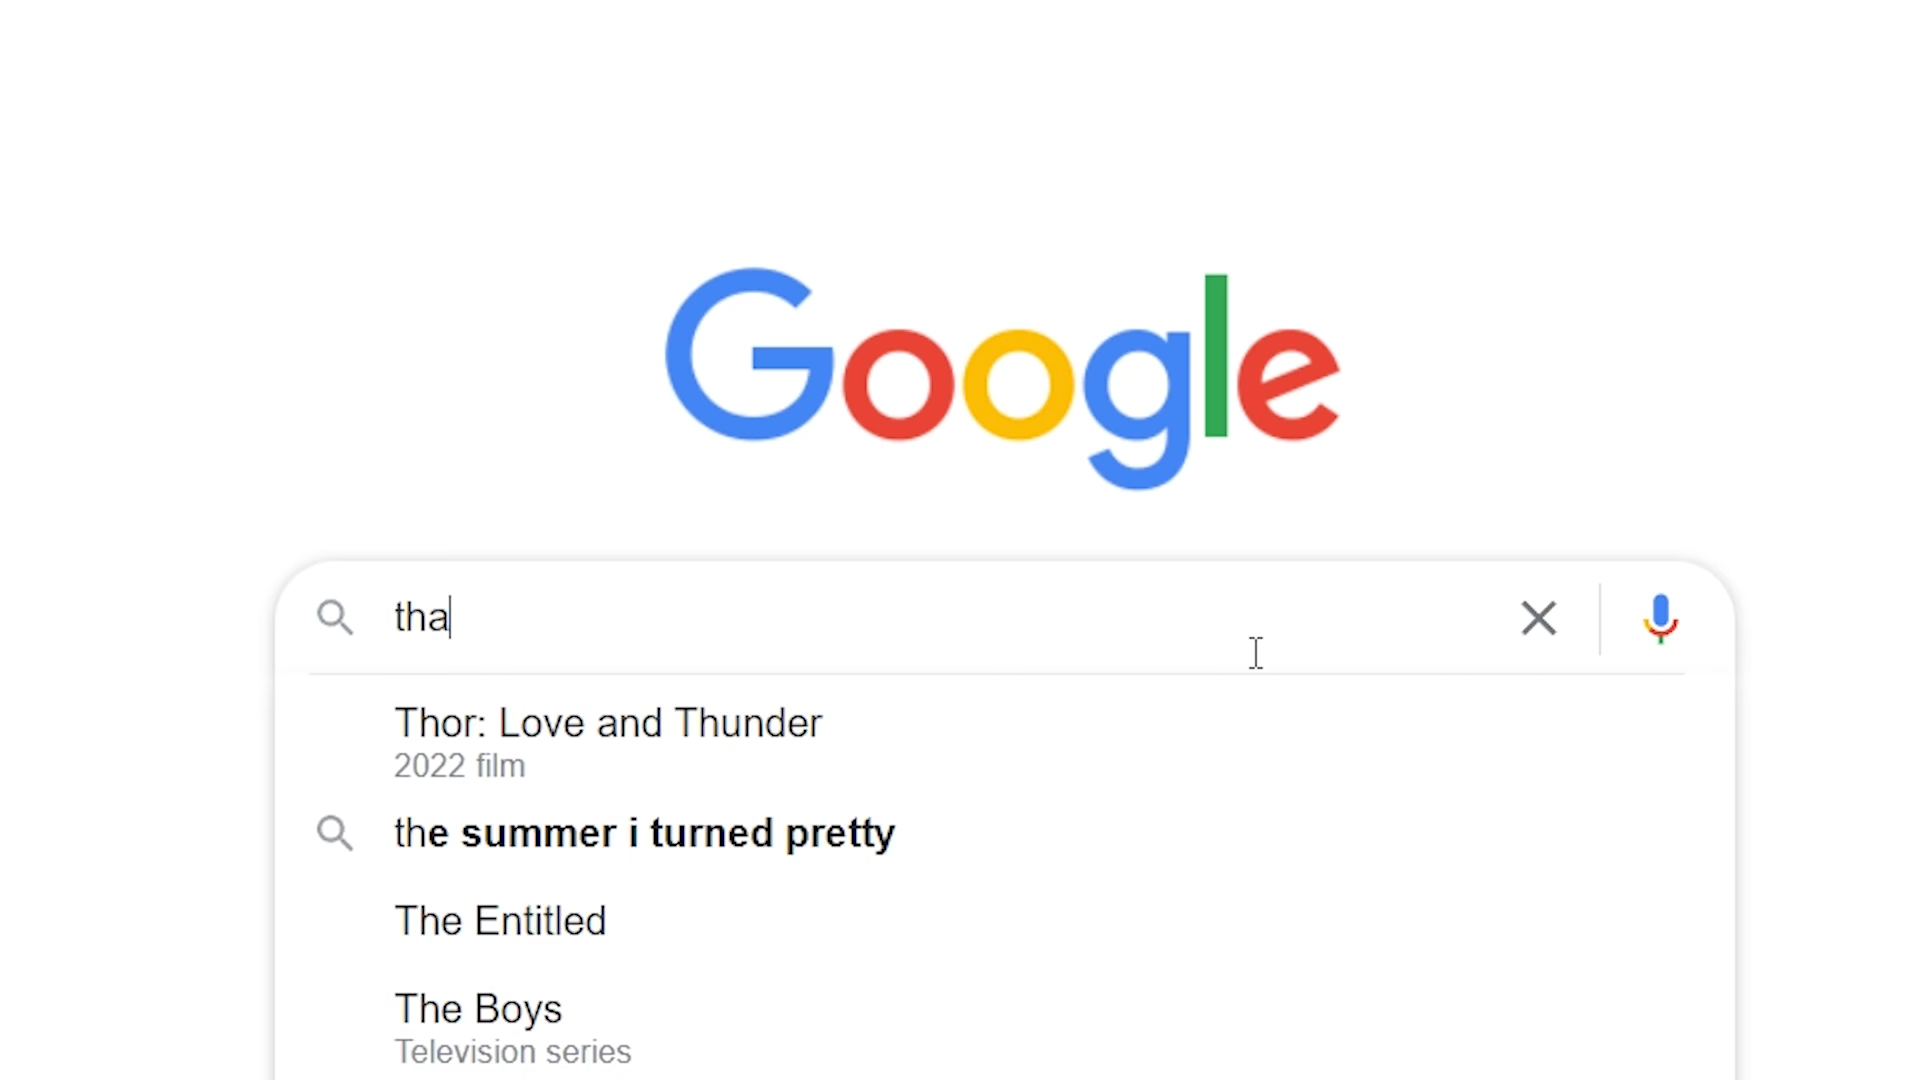 Google
tha
Thor: Love and Thunder
2022 film
the summer i turned pretty
The Entitled
The Boys
Television series